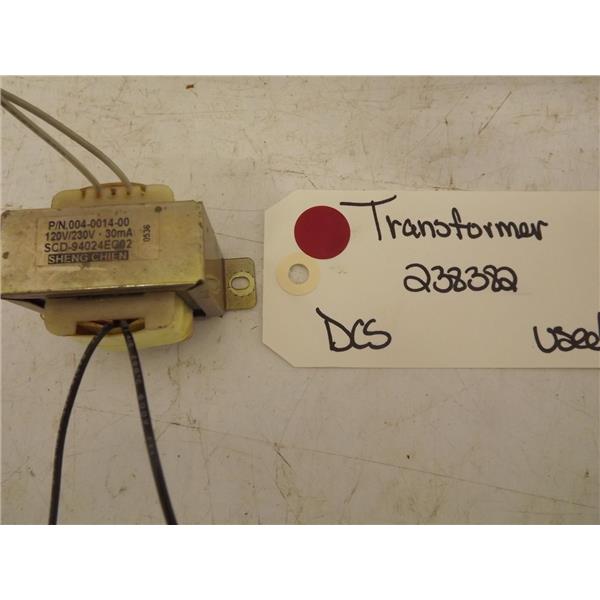 P/N.004-0014-00
120V/230V · 30mA
SCD-94024EG02
SHENG CHIEN
0536
Transformer
238382
DCS
used